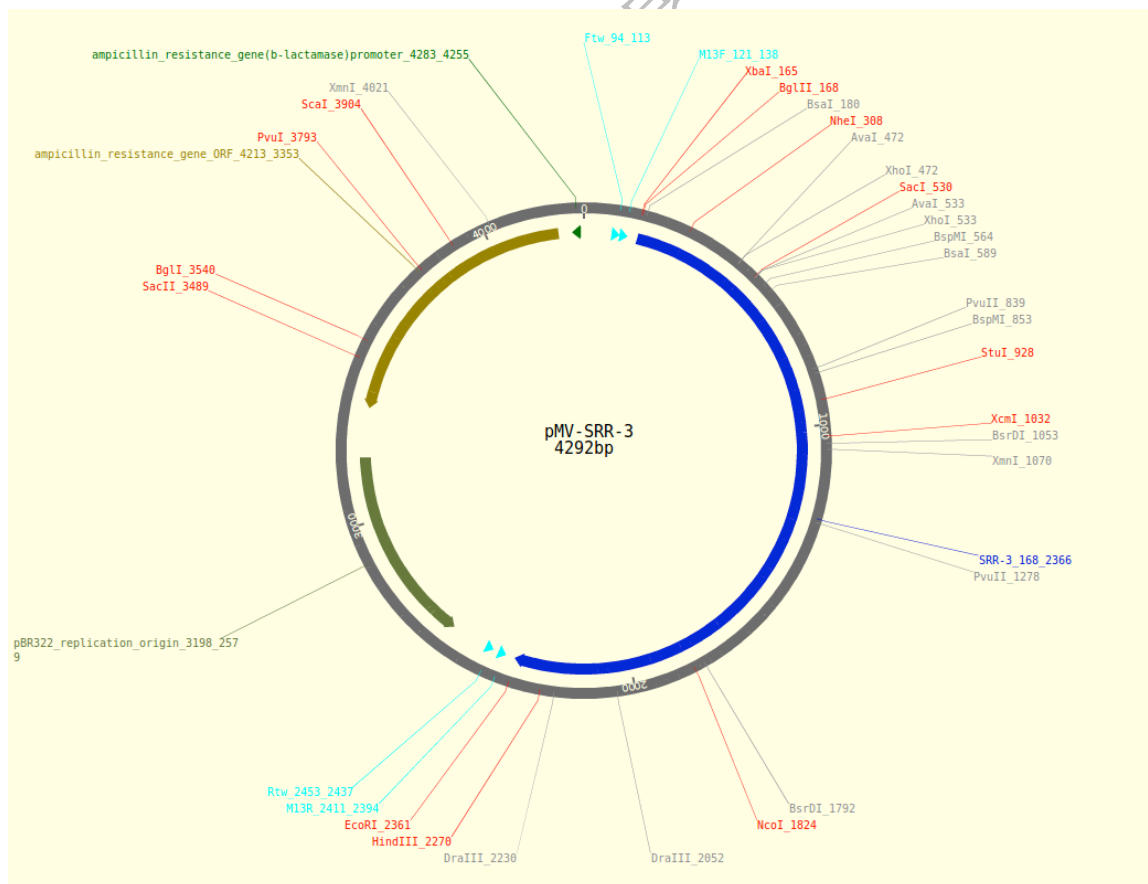 Ftw_94_113
ampicillin_resistance_gene(b-lactamase)promoter_4283_4255
M13F_121_138
XbaI_165
XmnI_4021
BglII_168
ScaI_3904
BsaI_180
NheI_308
PvuI_3793
AvaI_472
ampicillin_resistance_gene_ORF_4213_3353
XhoI_472
SacI_530
AvaI_533
XhoI_533
BspMI_564
BsaI_589
0
4000
BglI_3540
SacII_3489
PvuII_839
BspMI_853
StuI_928
XcmI_1032
1000
pMV-SRR-3
4292bp
BsrDI_1053
XmnI_1070
3000
SRR-3_168_2366
PvuII_1278
pBR322_replication_origin_3198_257
9
2000
Rtw_2453_2437
M13R_2411_2394
BsrDI_1792
EcoRI_2361
NcoI_1824
HindIII_2270
DraIII_2230
DraIII_2052